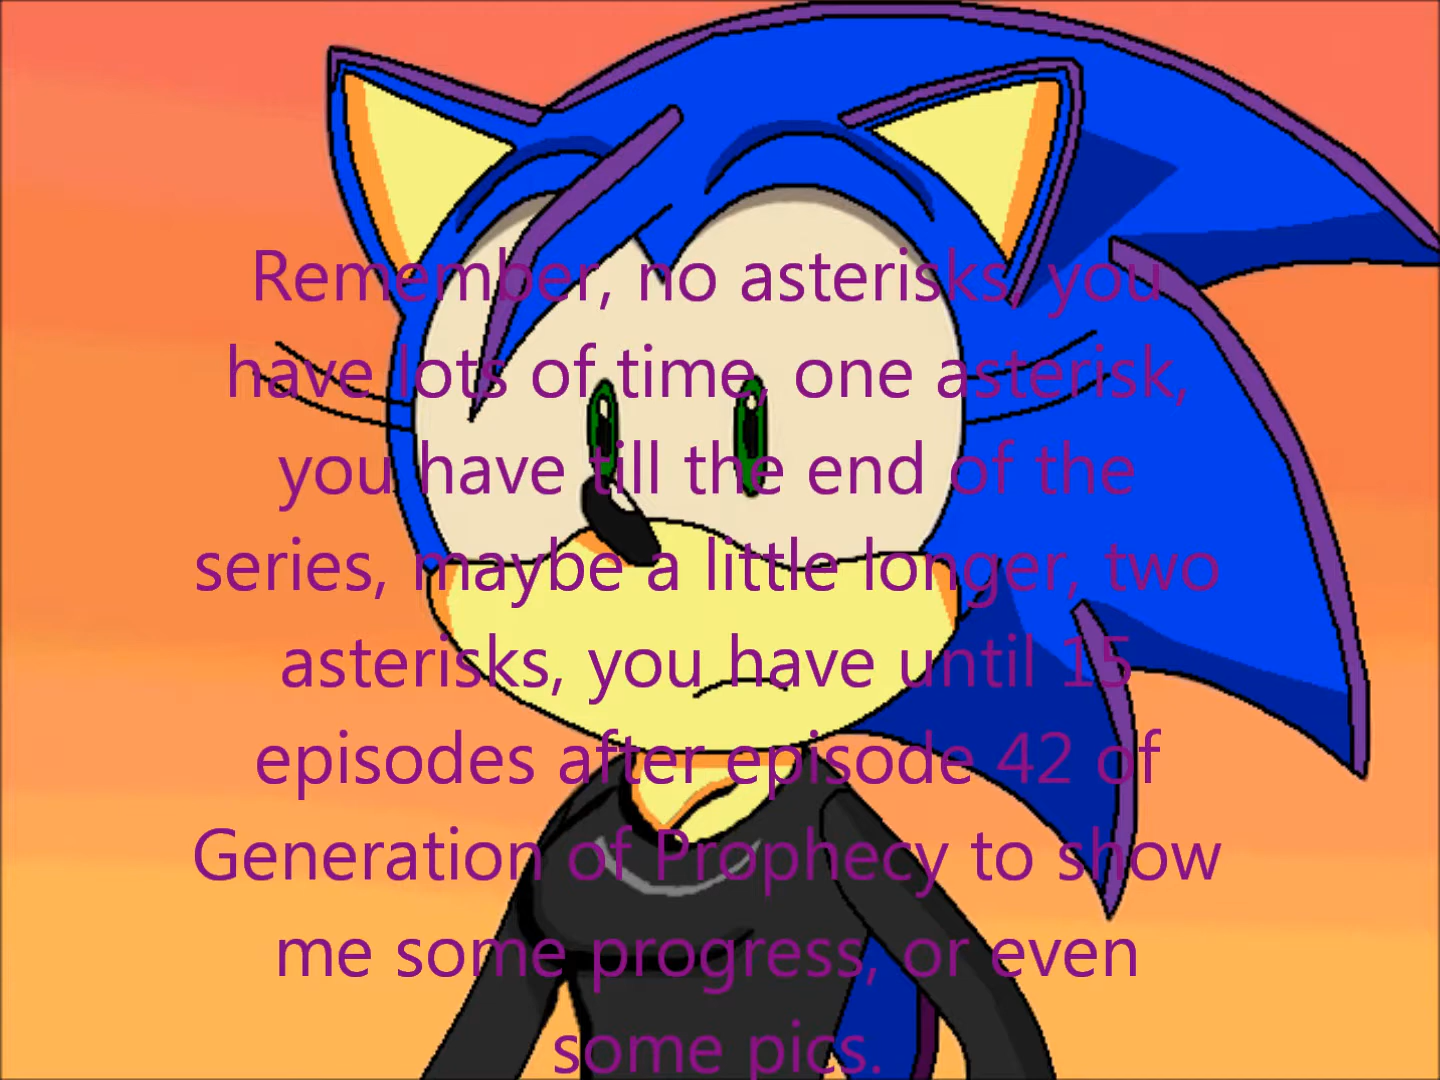 Remember, no asterisks, you
have lots of time, one asterisk,
you have till the end of the
series, maybe a little longer, two
asterisks, you have until 15
episodes after episode 42 of
Generation of Prophecy to show
me some progress, or even
some pics.